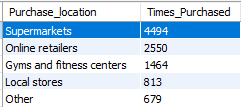 Purchase_location Times_Purchased
Supermarkets 4494
Online retailers 2550
Gyms and fitness centers 1464
Local stores 813
Other 679